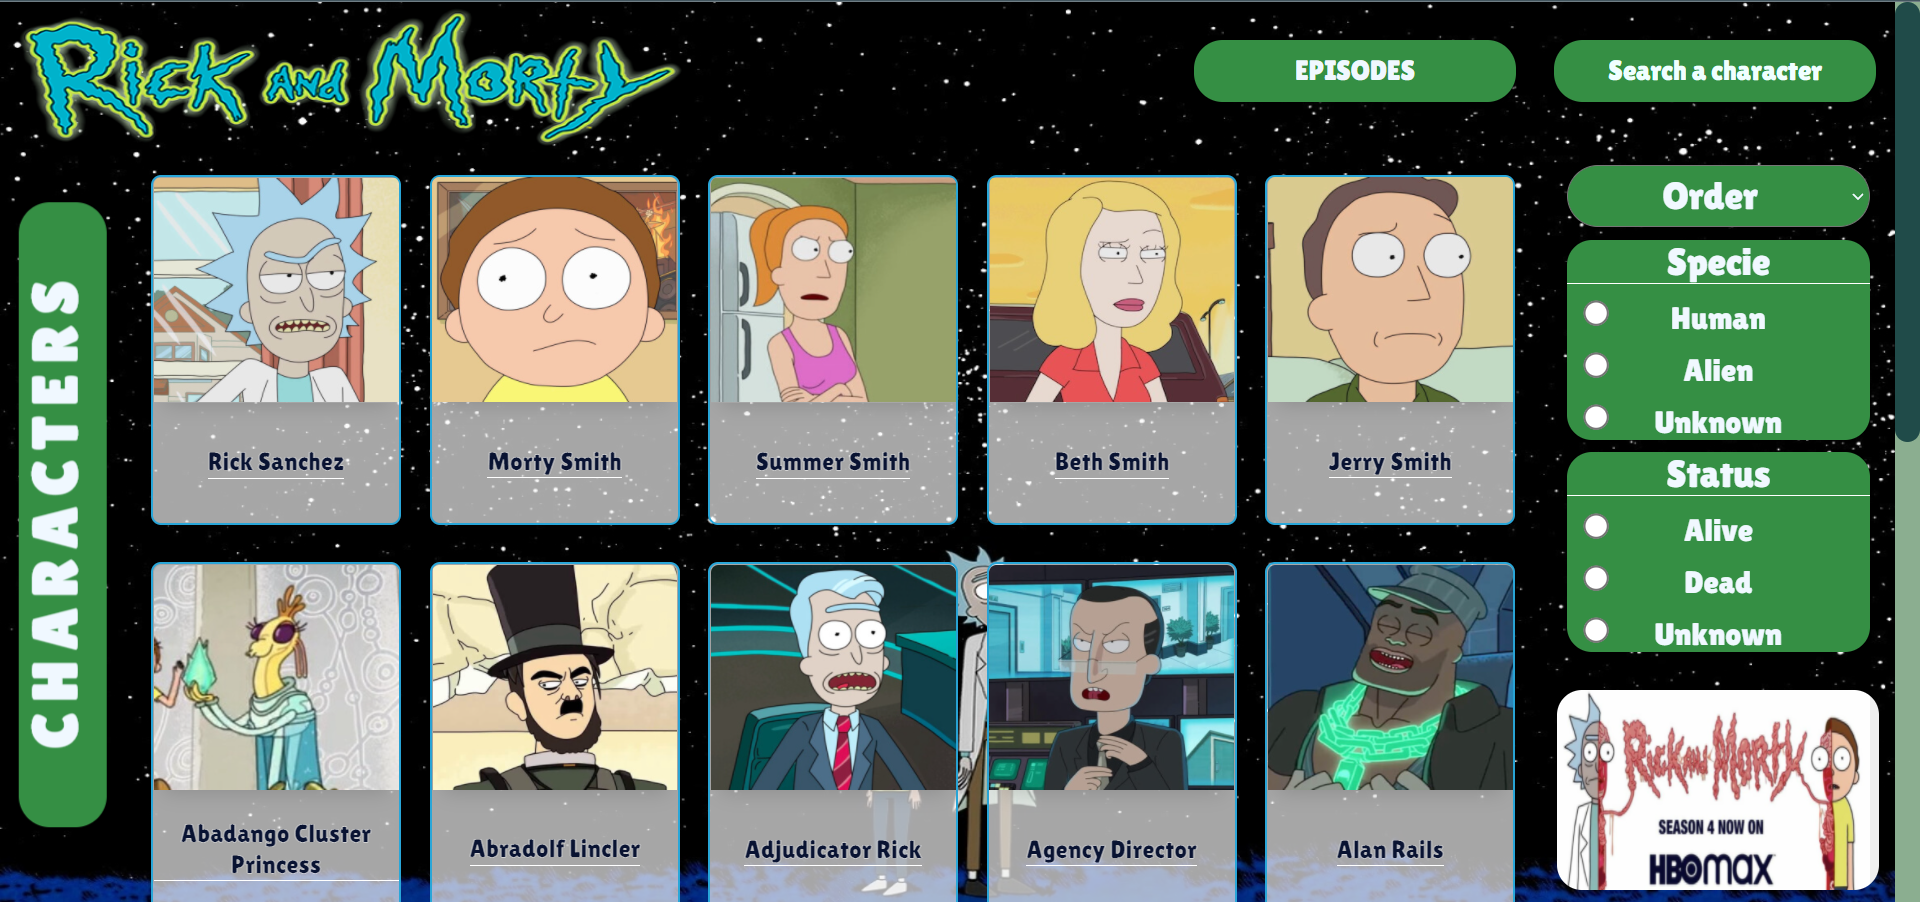 Rick and Morty
EPISODES
Search a character
CHARACTERS
Order
Specie
Human
Alien
Unknown
Status
Alive
Dead
Unknown
Rick Sanchez
Morty Smith
Summer Smith
Beth Smith
Jerry Smith
Abadango Cluster
Princess
Abradolf Lincler
Adjudicator Rick
Agency Director
Alan Rails
Rick and Morty
SEASON 4 NOW ON
HBOMAX